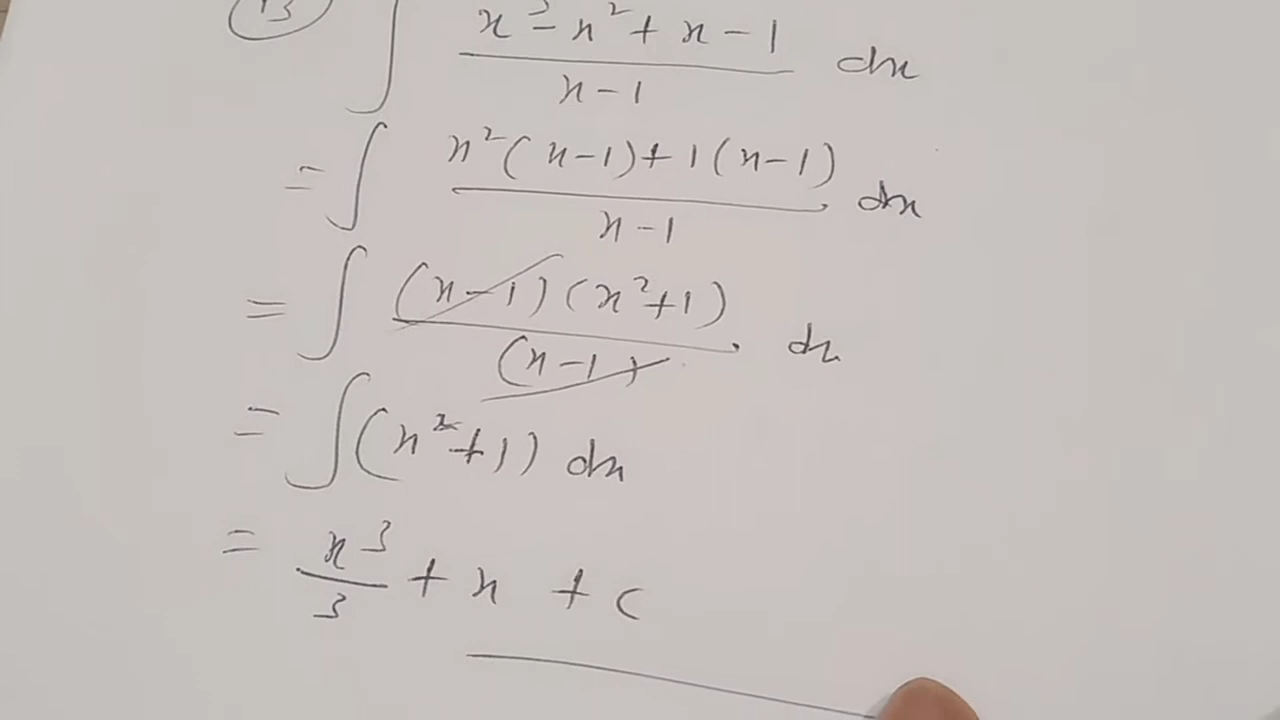 (13) ∫ (x³ - x² + x - 1)/(x - 1) dx
= ∫ (x²(x-1) + 1(x-1))/(x-1) dx
= ∫ ((x-1)(x²+1))/(x-1) dx
= ∫ (x²+1) dx
= x³/3 + x + c